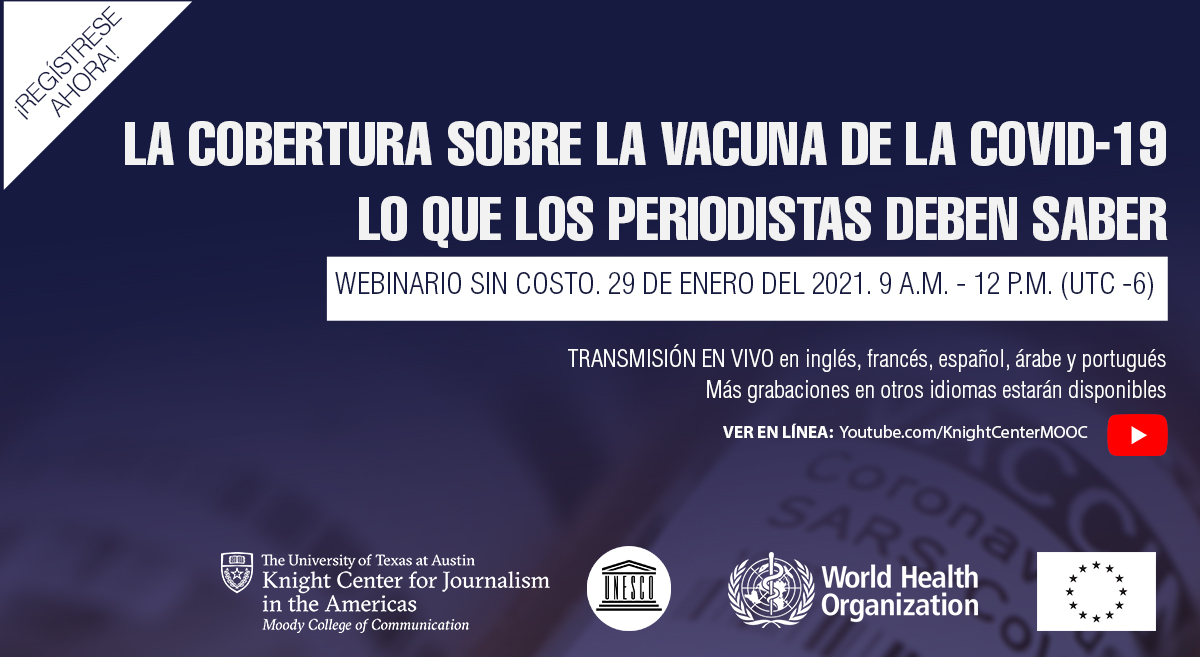 ¡REGÍSTRESE
AHORA!
LA COBERTURA SOBRE LA VACUNA DE LA COVID-19
LO QUE LOS PERIODISTAS DEBEN SABER
WEBINARIO SIN COSTO. 29 DE ENERO DEL 2021. 9 A.M. - 12 P.M. (UTC -6)
TRANSMISIÓN EN VIVO en inglés, francés, español, árabe y portugués
Más grabaciones en otros idiomas estarán disponibles
VER EN LÍNEA: Youtube.com/KnightCenterMOOC
Coronav
SARS-Cov
The University of Texas at Austin
Knight Center for Journalism
in the Americas
Moody College of Communication
UNESCO
World Health
Organization